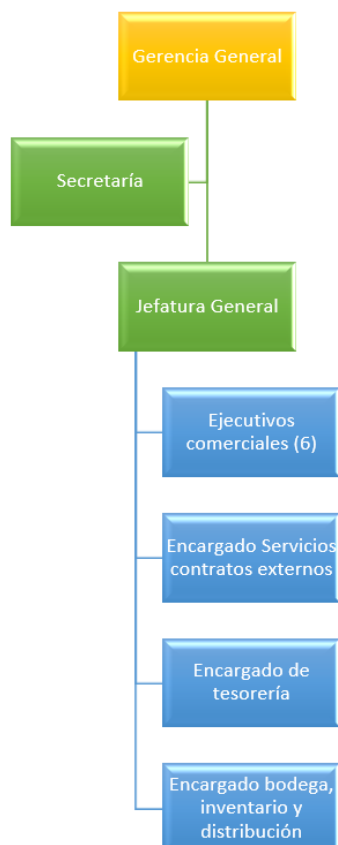 Gerencia General
Secretaría
Jefatura General
Ejecutivos
comerciales (6)
Encargado Servicios
contratos externos
Encargado de
tesorería
Encargado bodega,
inventario y
distribución